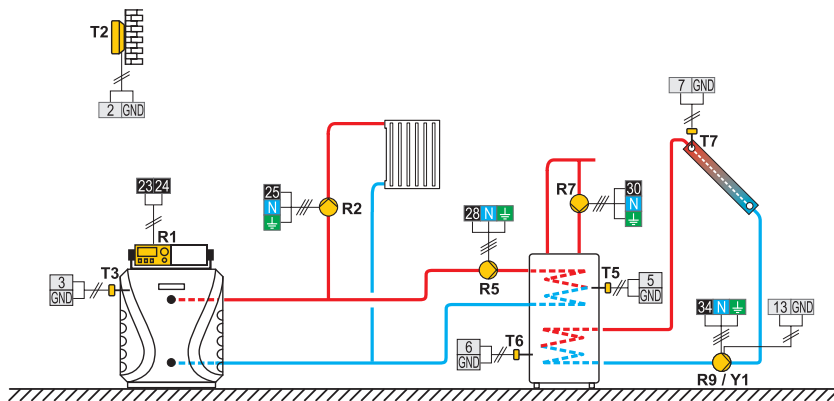 T2
2 GND
7 GND
T7
23 24
R1
25
N
R2
28 N
R5
R7
30
N
T3
3
GND
T5
5
GND
T6
6
GND
34 N
13 GND
R9 / Y1